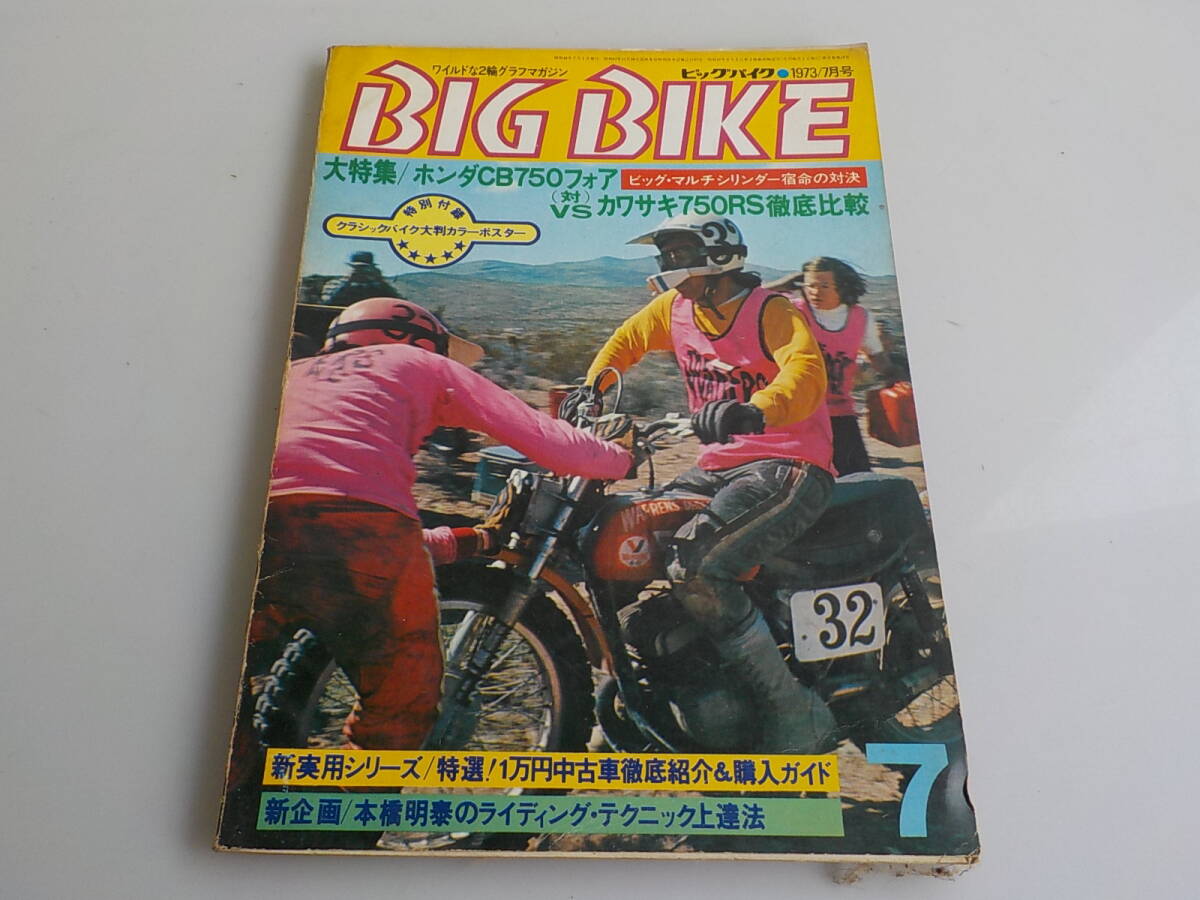 ワイルドな2輪グラフマガジン
ビッグバイク●1973/7月号
BIG BIKE
大特集/ホンダCB750フォア
ビッグ・マルチシリンダー宿命の対決
(対)
VS カワサキ750RS徹底比較
特別付録
クラシックバイク大判カラーポスター
★★★★★
32
新実用シリーズ/特選!1万円中古車徹底紹介&購入ガイド
新企画/本橋明泰のライディング・テクニック上達法
7